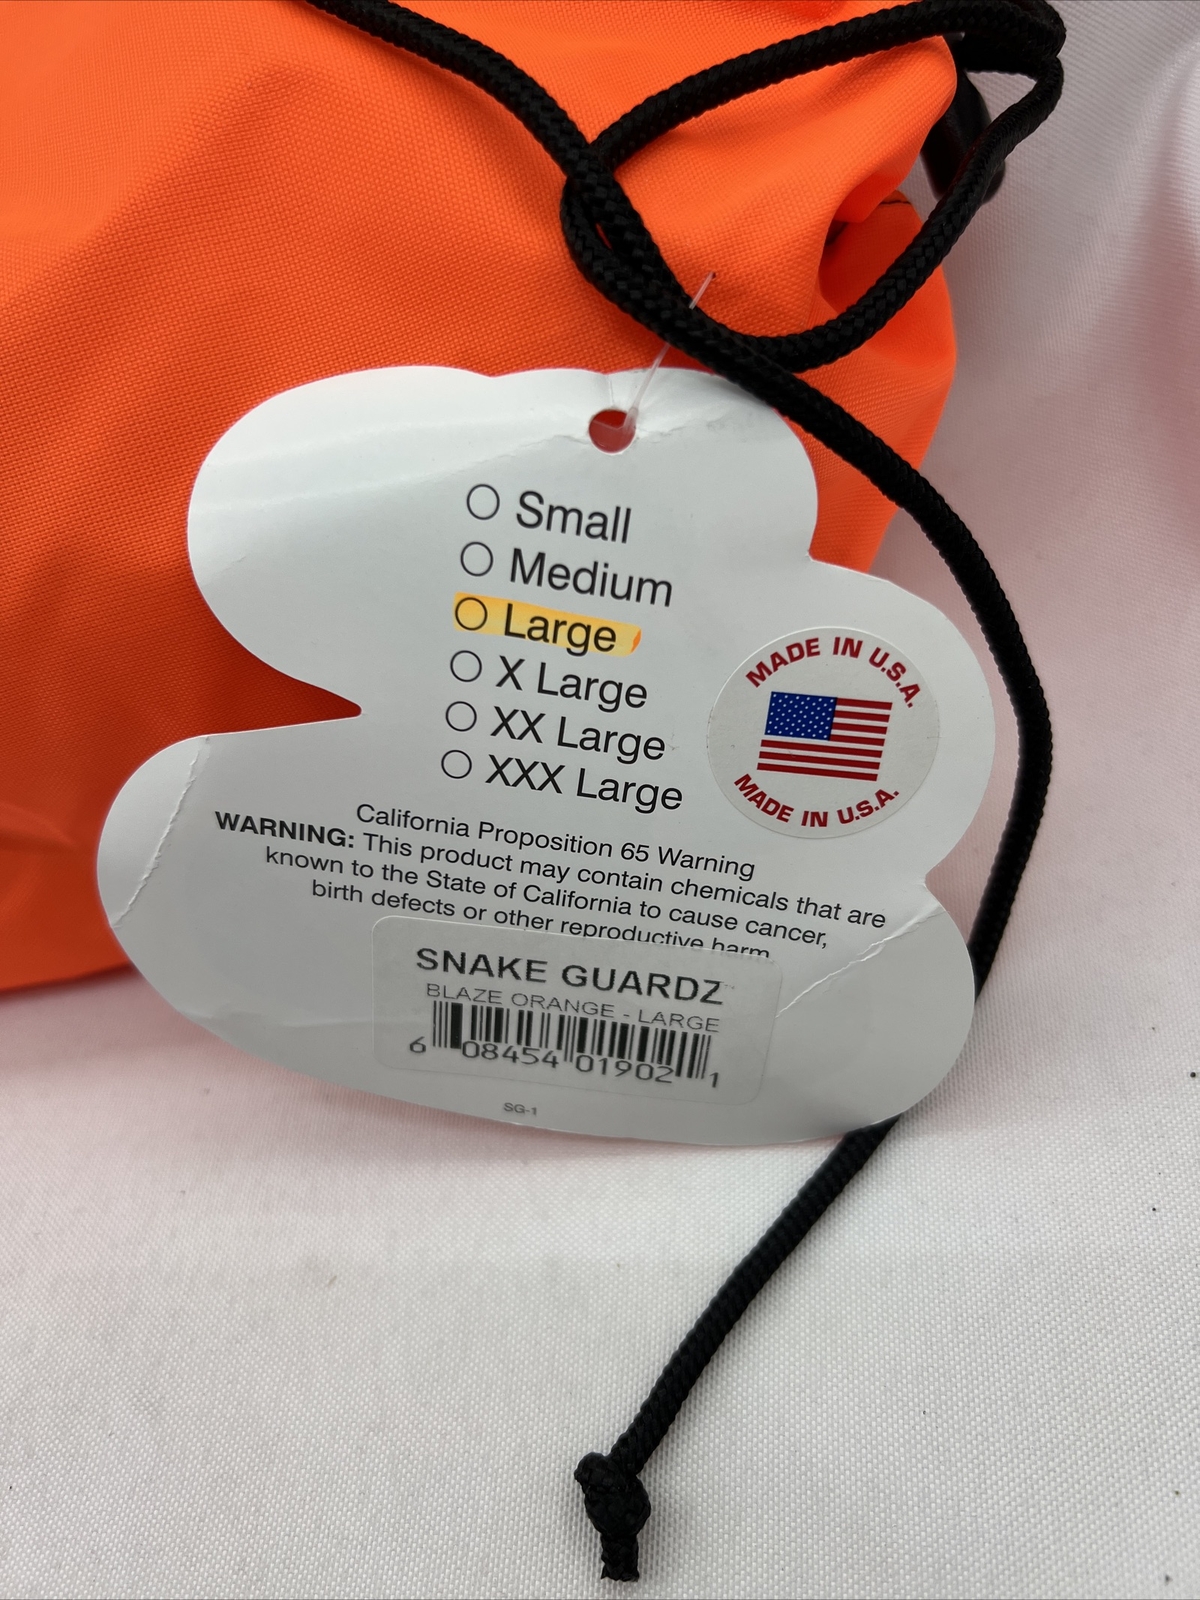 Small
Medium
Large
X Large
XX Large
XXX Large
MADE IN U.S.A.
MADE IN U.S.A.
California Proposition 65 Warning
WARNING: This product may contain chemicals that are
known to the State of California to cause cancer,
birth defects or other reproductive harm
SNAKE GUARDZ™
BLAZE ORANGE - LARGE
6 08454 01902 1
SG-1